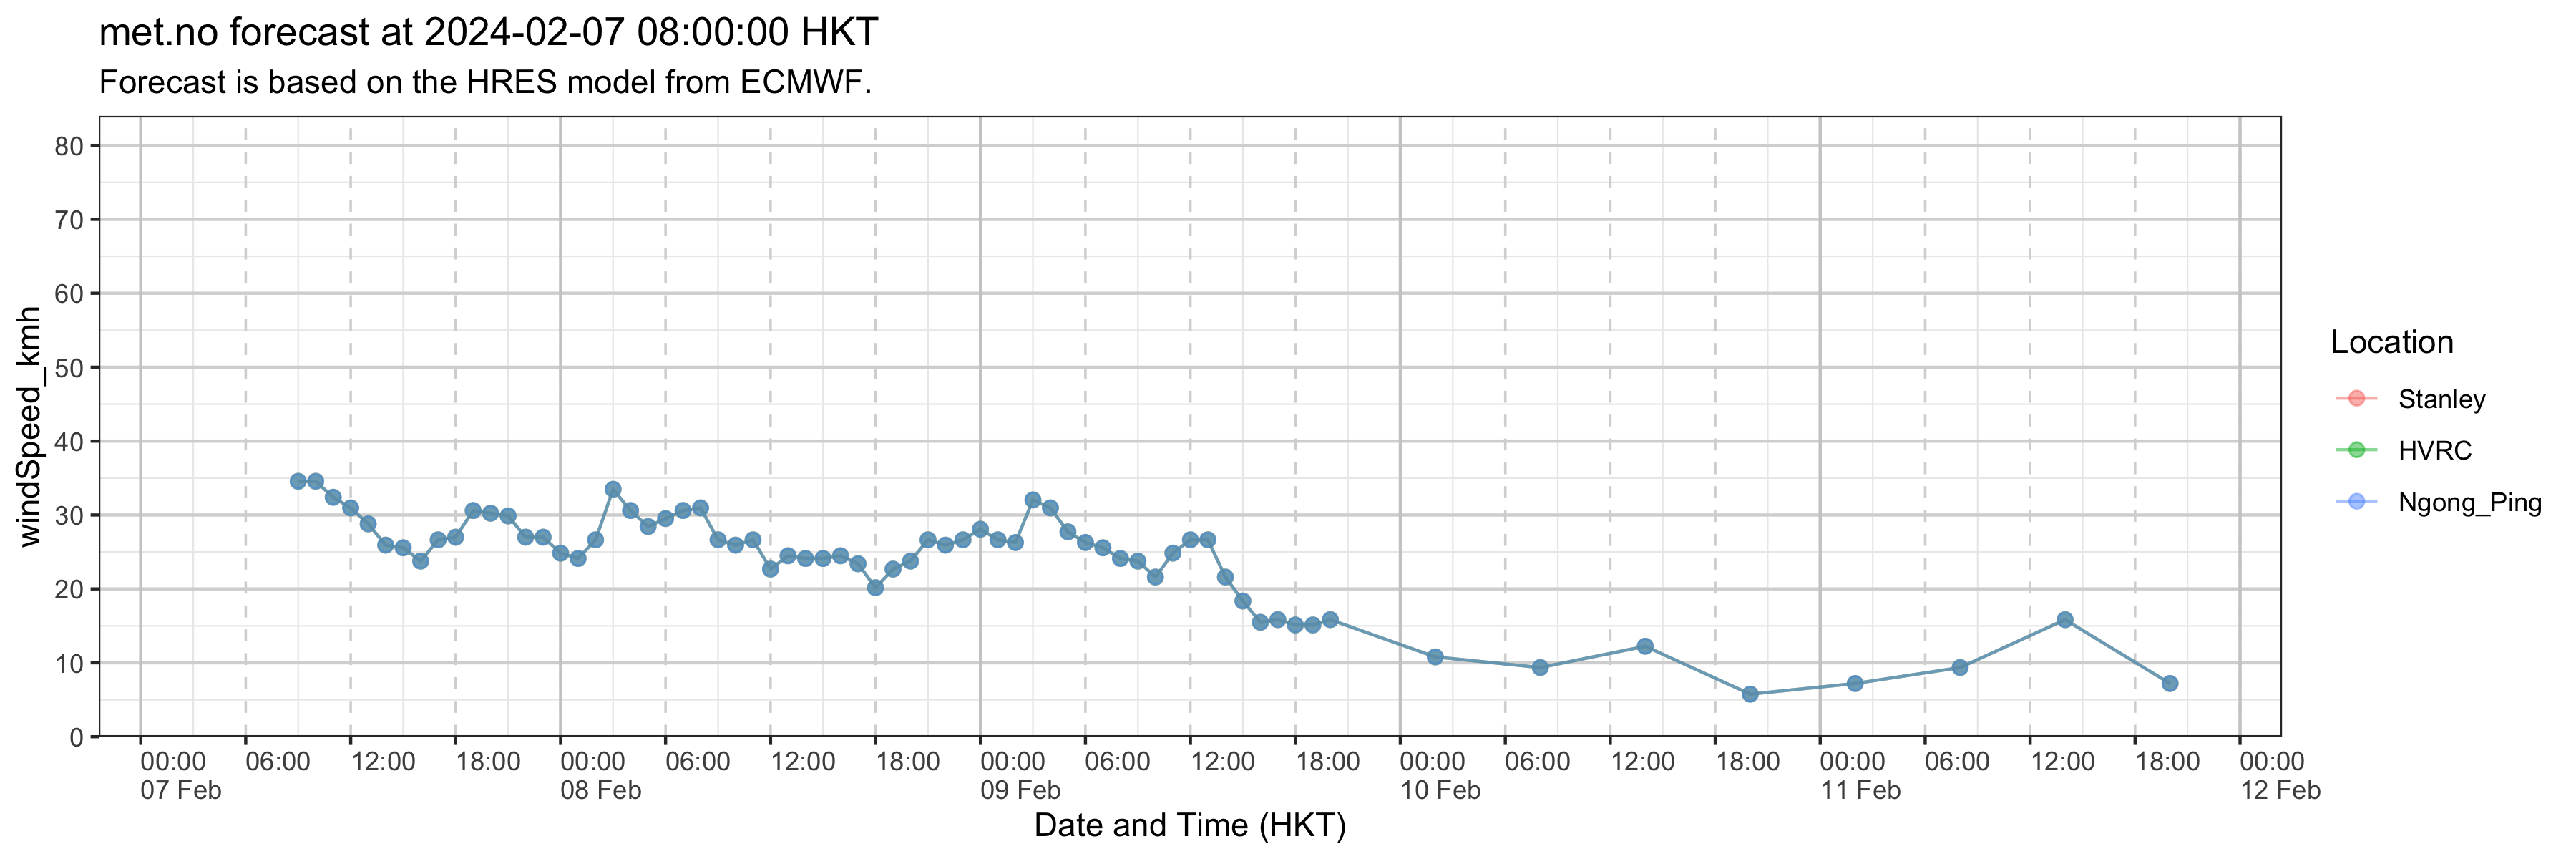 met.no forecast at 2024-02-07 08:00:00 HKT
Forecast is based on the HRES model from ECMWF.
windSpeed_kmh
80
70
60
50
40
30
20
10
0
00:00 06:00 12:00 18:00 00:00 06:00 12:00 18:00 00:00 06:00 12:00 18:00 00:00 06:00 12:00 18:00 00:00 06:00 12:00 18:00 00:00
07 Feb 08 Feb 09 Feb 10 Feb 11 Feb 12 Feb
Date and Time (HKT)
Location
Stanley
HVRC
Ngong_Ping